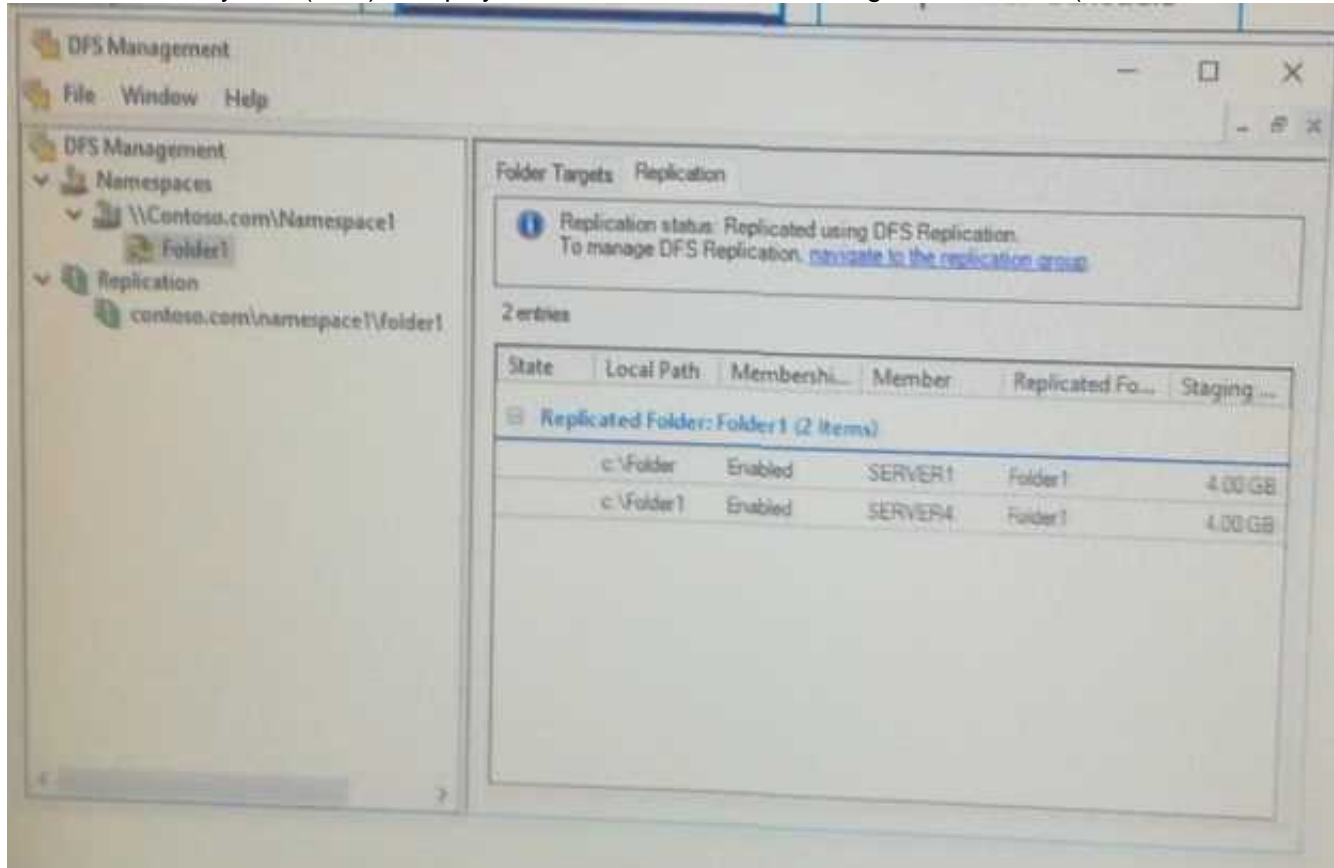 DFS Management
File Window Help
DFS Management
Namespaces
\\Contoso.com\Namespace1
Folder1
Replication
contoso.com\namespace1\folder1
Folder Targets Replication
Replication status: Replicated using DFS Replication.
To manage DFS Replication, navigate to the replication group.
2 entries
State Local Path Membershi... Member Replicated Fo... Staging ...
Replicated Folder: Folder1 (2 items)
c:\Folder Enabled SERVER1 Folder1 4.00 GB
c:\Folder1 Enabled SERVER4 Folder1 4.00 GB